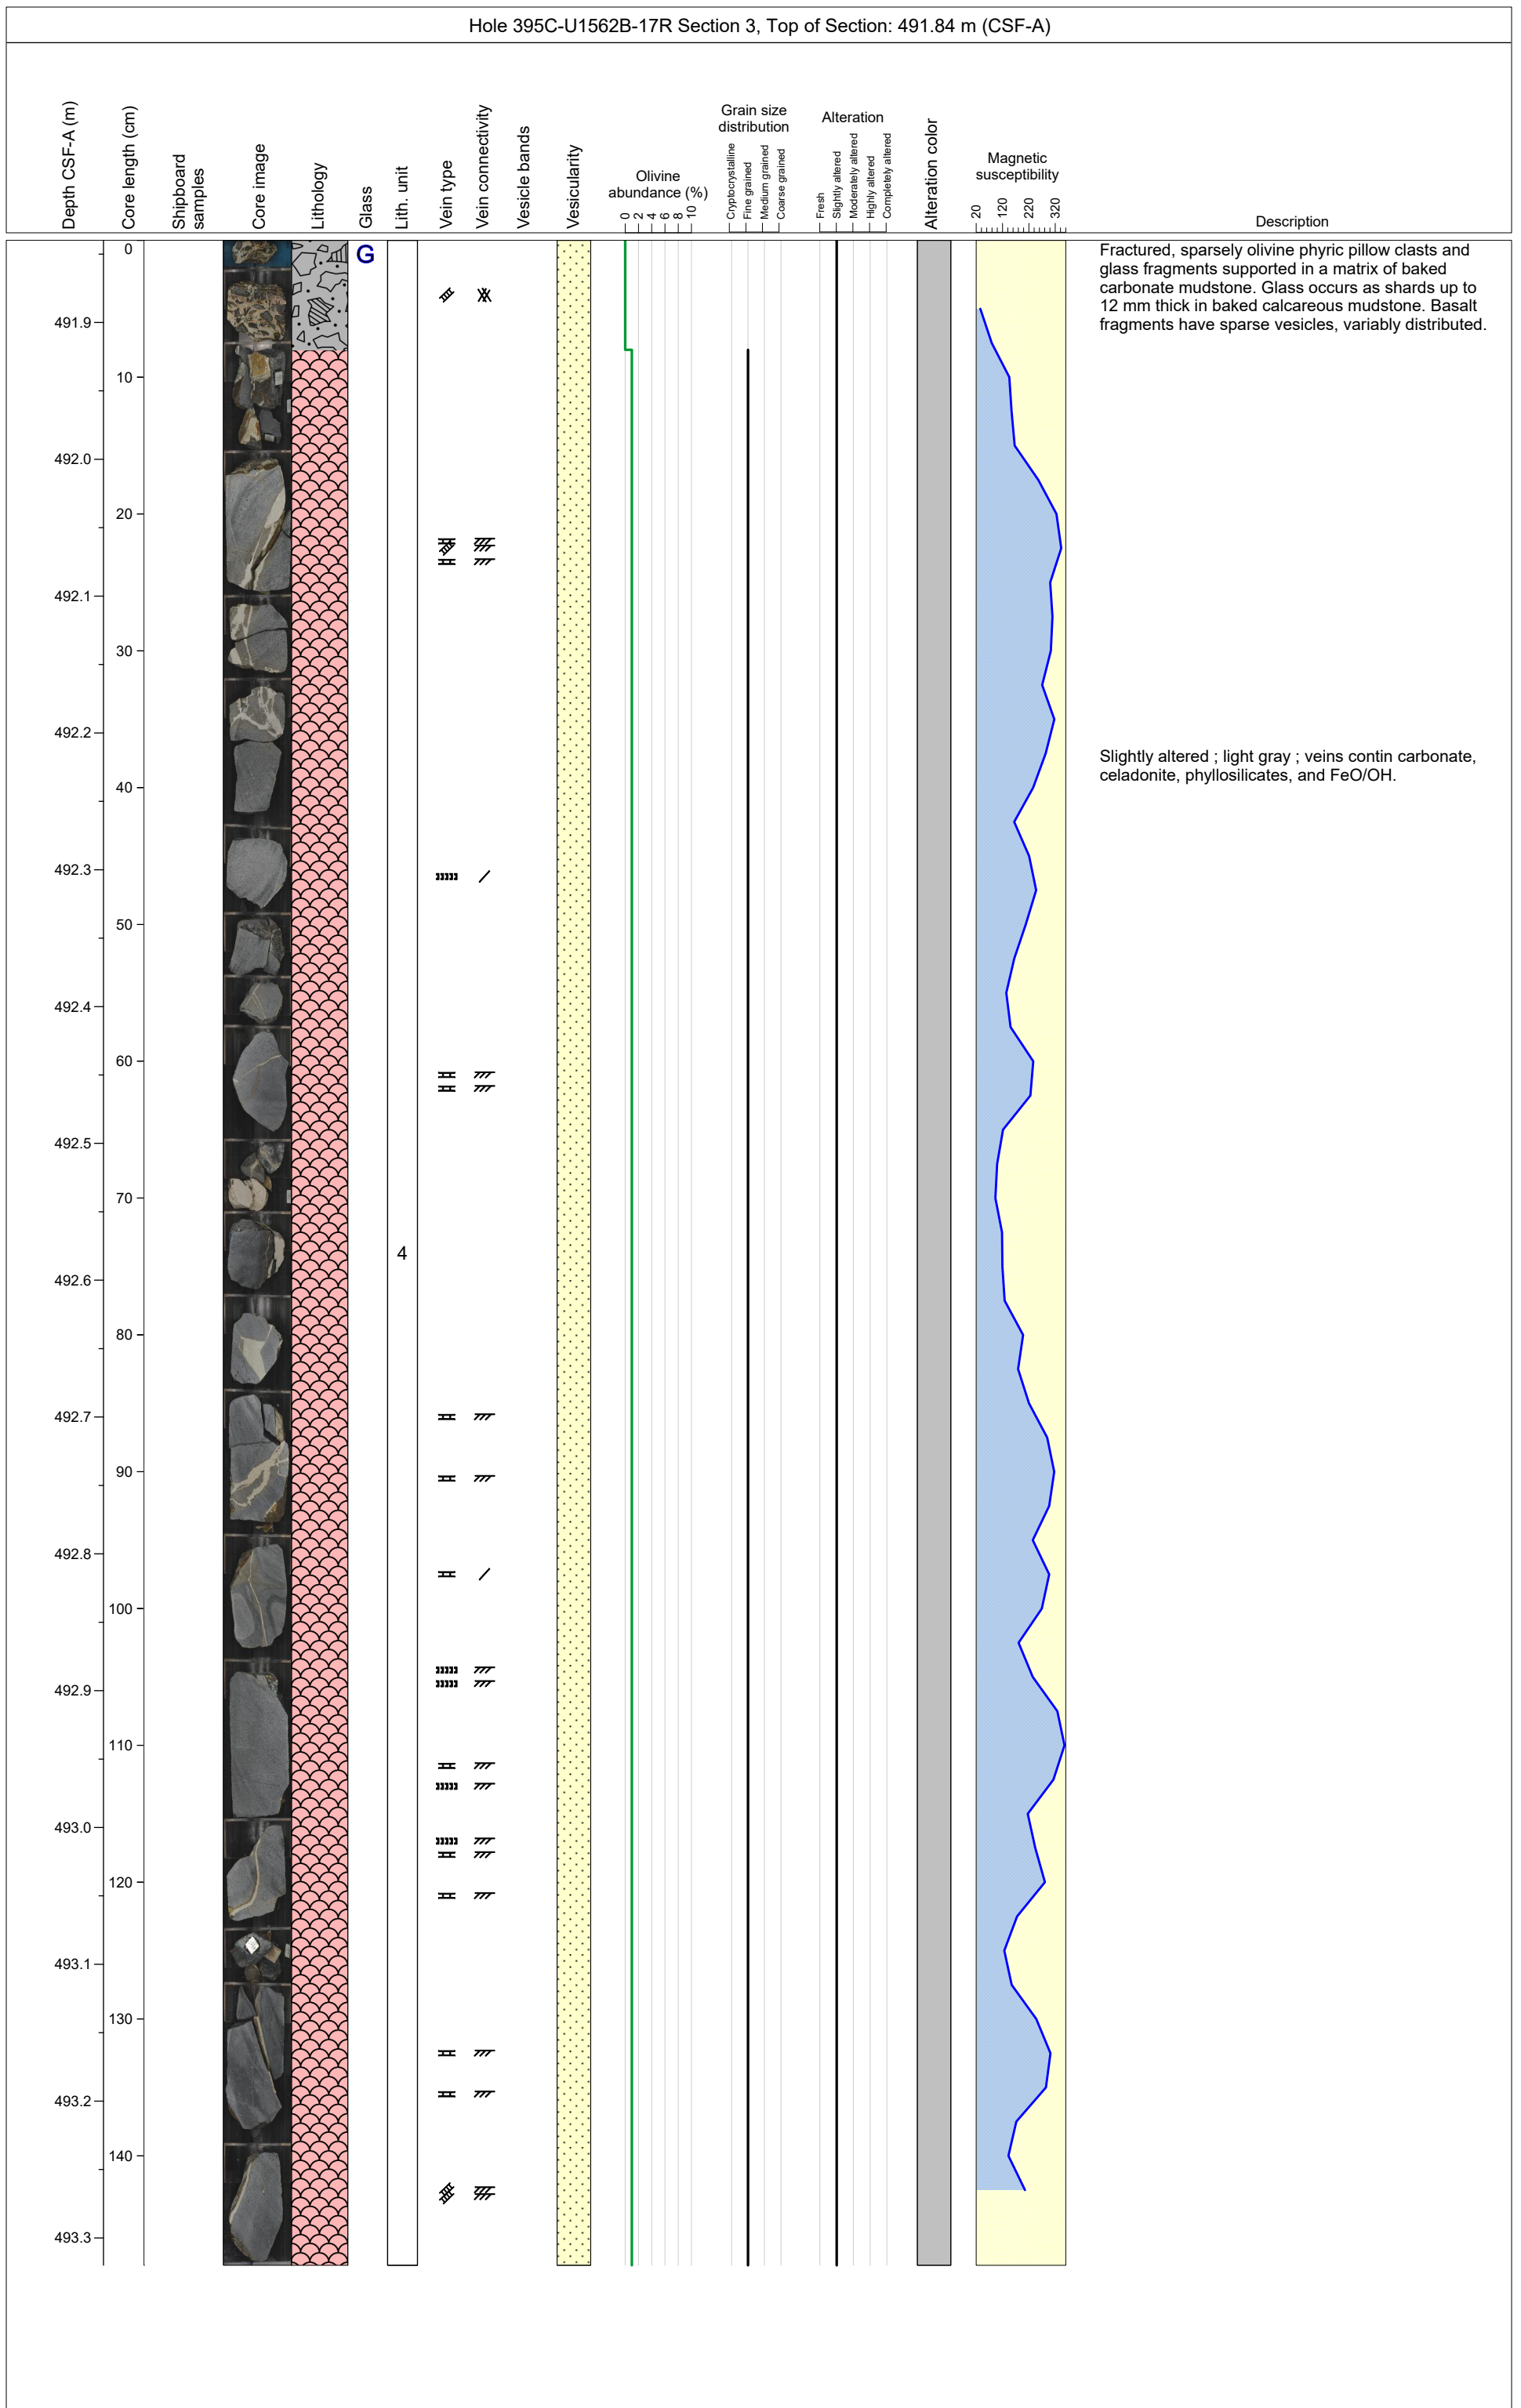 Hole 395C-U1562B-17R Section 3, Top of Section: 491.84 m (CSF-A)
Depth CSF-A (m)
Core length (cm)
Shipboard
samples
Core image
Lithology
Glass
Lith. unit
Vein type
Vein connectivity
Vesicle bands
Vesicularity
Olivine
abundance (%)
0 2 4 6 8 10
Grain size
distribution
Cryptocrystalline
Fine grained
Medium grained
Coarse grained
Alteration
Fresh
Slightly altered
Moderately altered
Highly altered
Completely altered
Alteration color
Magnetic
susceptibility
20 120 220 320
Description
0
G
Fractured, sparsely olivine phyric pillow clasts and
glass fragments supported in a matrix of baked
carbonate mudstone. Glass occurs as shards up to
12 mm thick in baked calcareous mudstone. Basalt
fragments have sparse vesicles, variably distributed.
491.9
10
492.0
20
492.1
30
492.2
Slightly altered ; light gray ; veins contin carbonate,
celadonite, phyllosilicates, and FeO/OH.
40
492.3
50
492.4
60
492.5
70
4
492.6
80
492.7
90
492.8
100
492.9
110
493.0
120
493.1
130
493.2
140
493.3